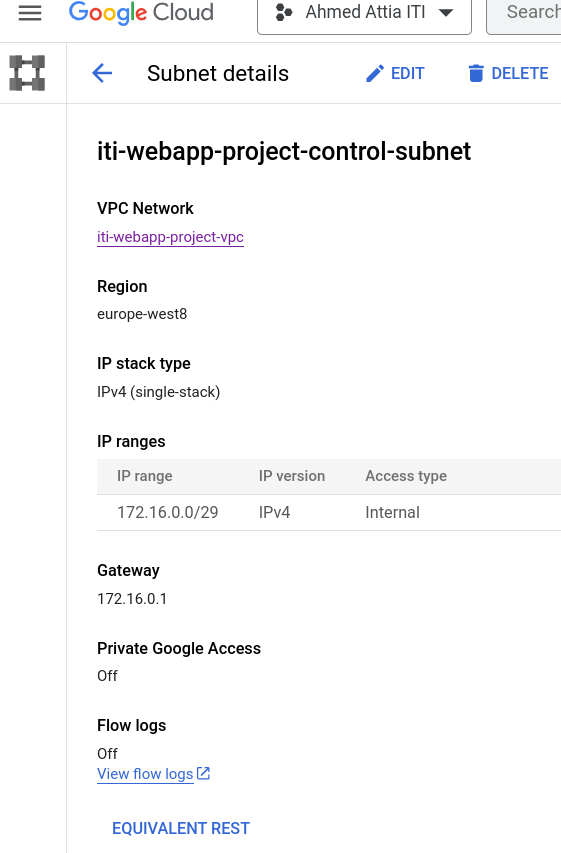 Google Cloud
Ahmed Attia ITI
Search
Subnet details
EDIT
DELETE
iti-webapp-project-control-subnet
VPC Network
iti-webapp-project-vpc
Region
europe-west8
IP stack type
IPv4 (single-stack)
IP ranges
IP range IP version Access type
172.16.0.0/29 IPv4 Internal
Gateway
172.16.0.1
Private Google Access
Off
Flow logs
Off
View flow logs
EQUIVALENT REST